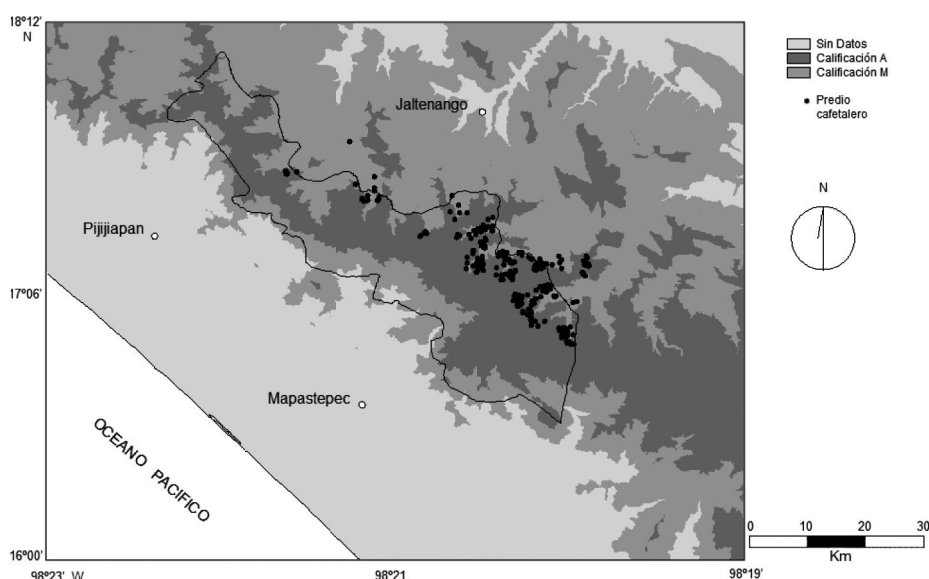 18º12'
N
Jaltenango
Pijijiapan
17º06'
Mapastepec
OCEANO PACIFICO
16º00'
98º23' W
98º21'
98º19'
Sin Datos
Calificación A
Calificación M
Predio
cafetalero
N
0 10 20 30
Km